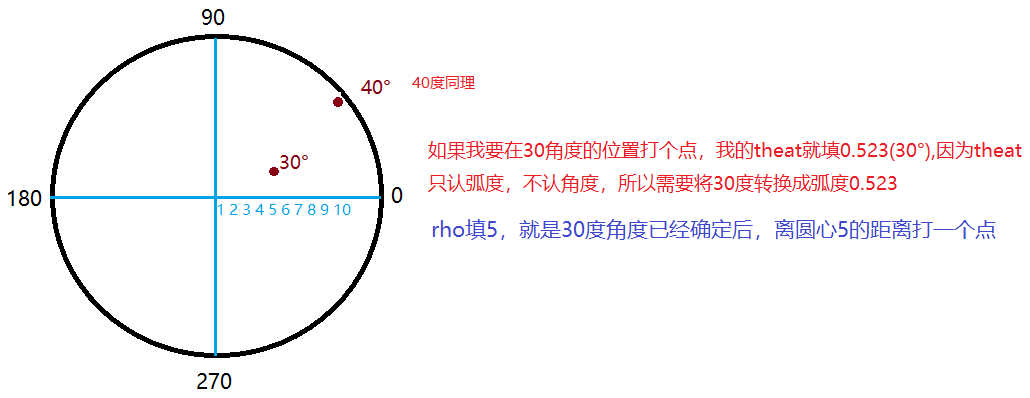 90
40°
40度同理
30°
如果我要在30角度的位置打个点，我的theat就填0.523(30°),因为theat
只认弧度，不认角度，所以需要将30度转换成弧度0.523
180
0
1 2 3 4 5 6 7 8 9 10
rho填5，就是30度角度已经确定后，离圆心5的距离打一个点
270